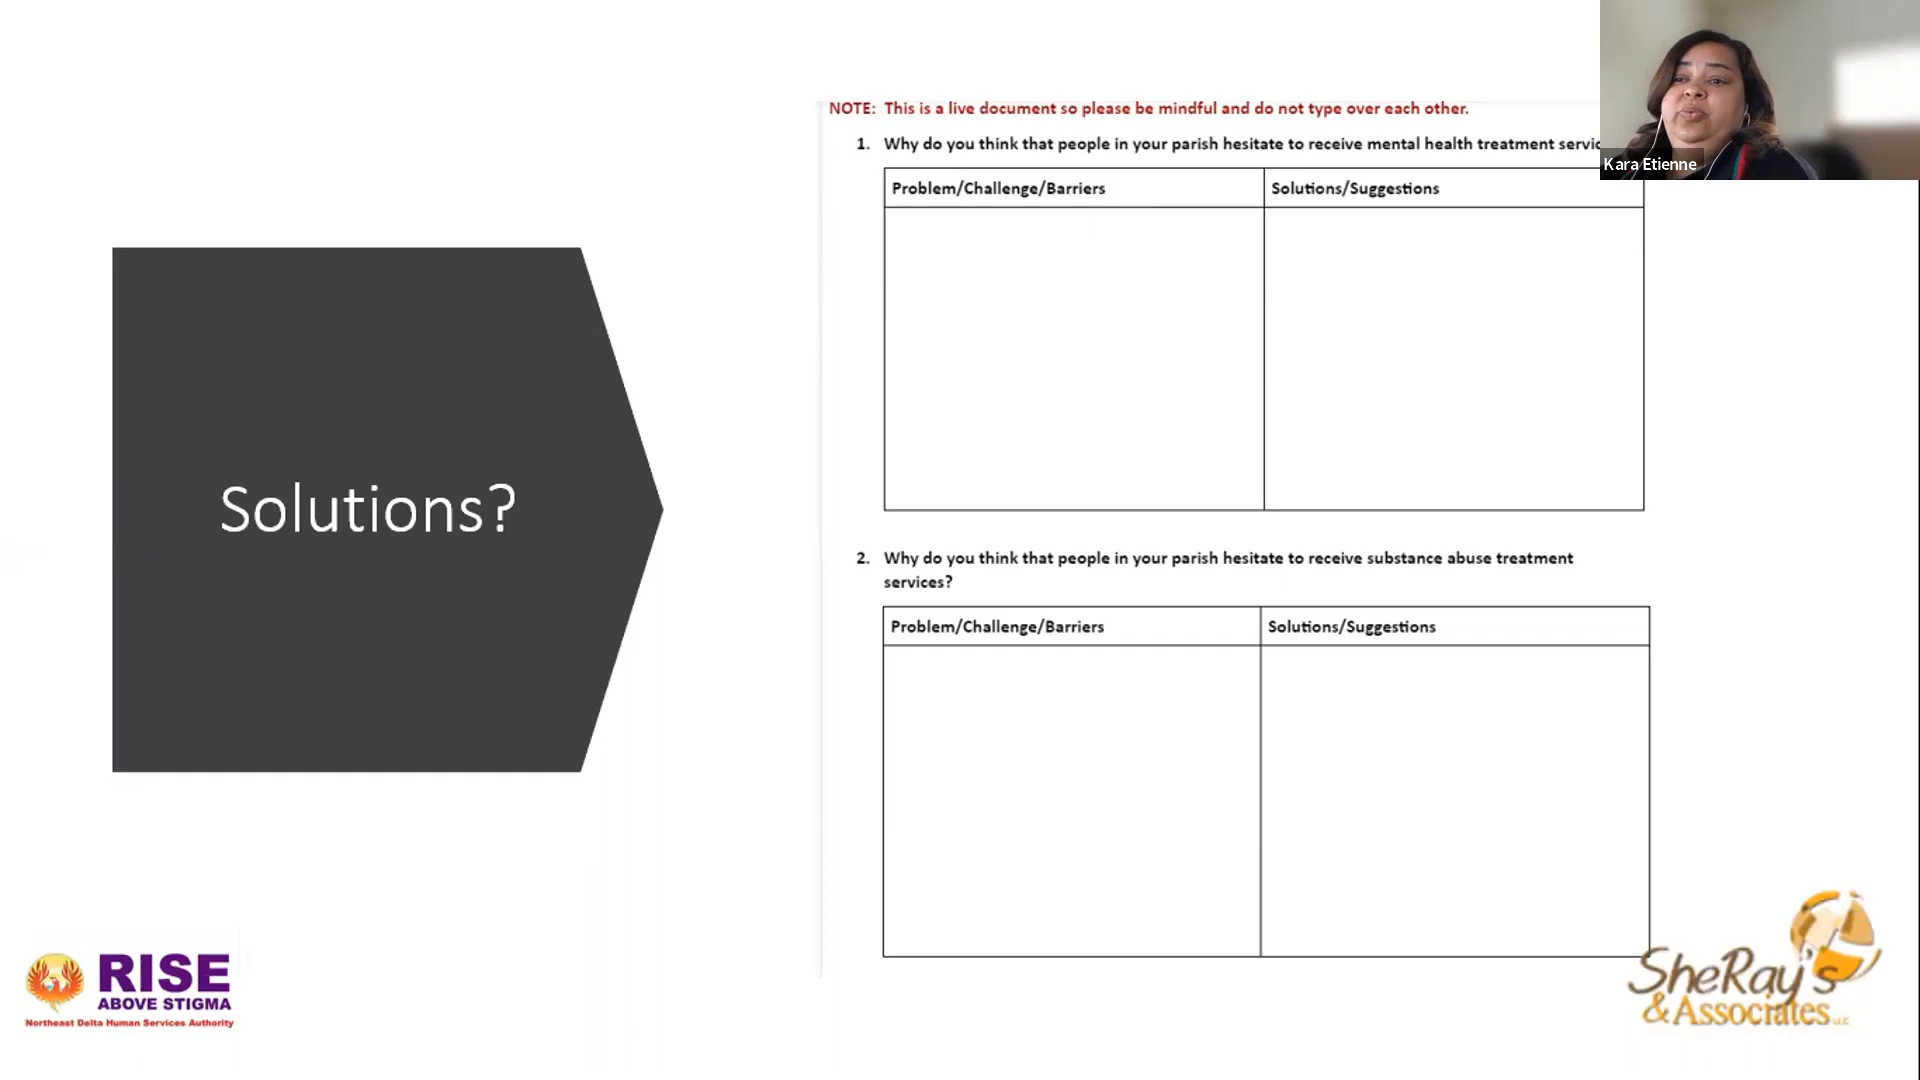 NOTE: This is a live document so please be mindful and do not type over each other.
1. Why do you think that people in your parish hesitate to receive mental health treatment
Kara Etienne
Problem/Challenge/Barriers
Solutions/Suggestions
Solutions?
2. Why do you think that people in your parish hesitate to receive substance abuse treatment
services?
Problem/Challenge/Barriers
Solutions/Suggestions
RISE
ABOVE STIGMA
Northeast Delta Human Services Authority
SheRay's
& Associates LLC